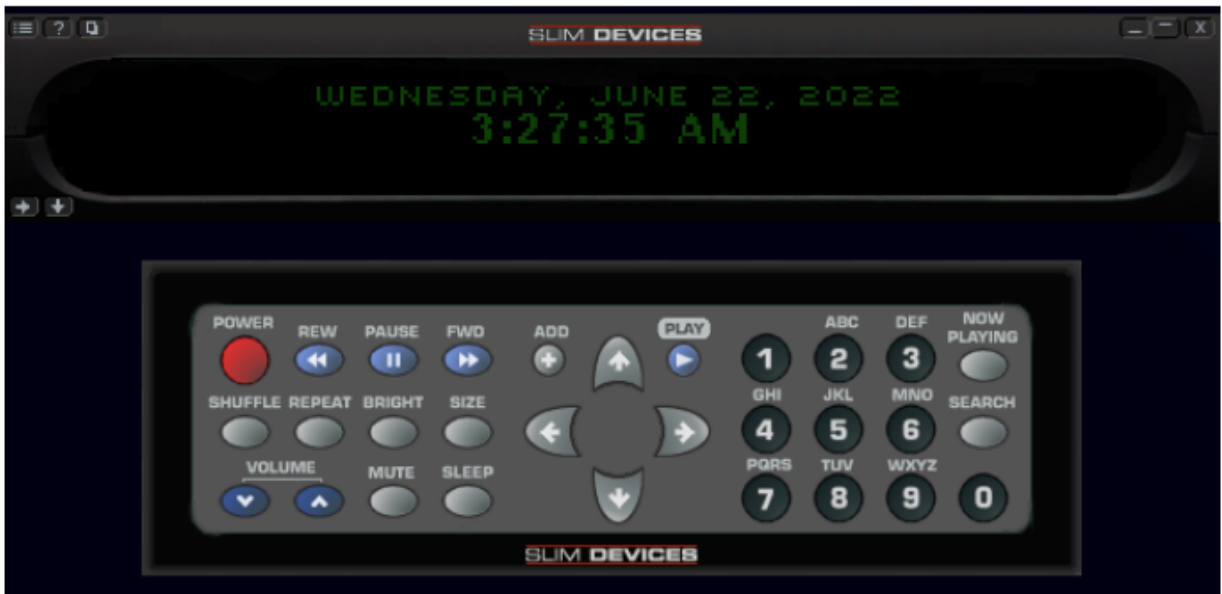 SLIM DEVICES
WEDNESDAY, JUNE 22, 2022
3:27:35 AM
POWER REW PAUSE FWD ADD PLAY ABC DEF NOW PLAYING
1 2 3
SHUFFLE REPEAT BRIGHT SIZE GHI JKL MNO SEARCH
4 5 6
VOLUME MUTE SLEEP PQRS TUV WXYZ
7 8 9 0
SLIM DEVICES